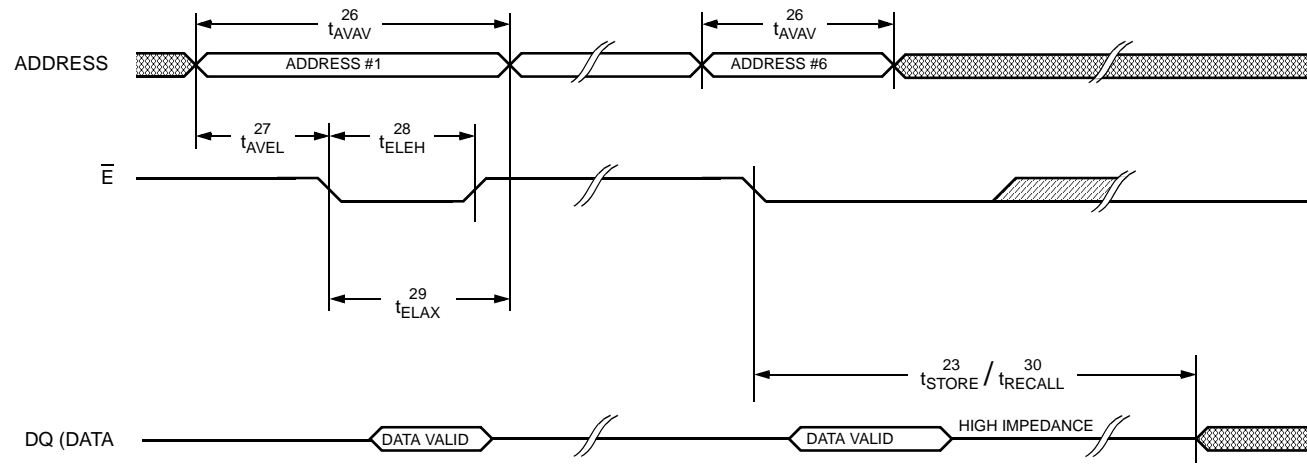 26
tAVAV
26
tAVAV
ADDRESS
ADDRESS #1
ADDRESS #6
27
tAVEL
28
tELEH
E
29
tELAX
23 30
tSTORE / tRECALL
DQ (DATA
DATA VALID
DATA VALID
HIGH IMPEDANCE